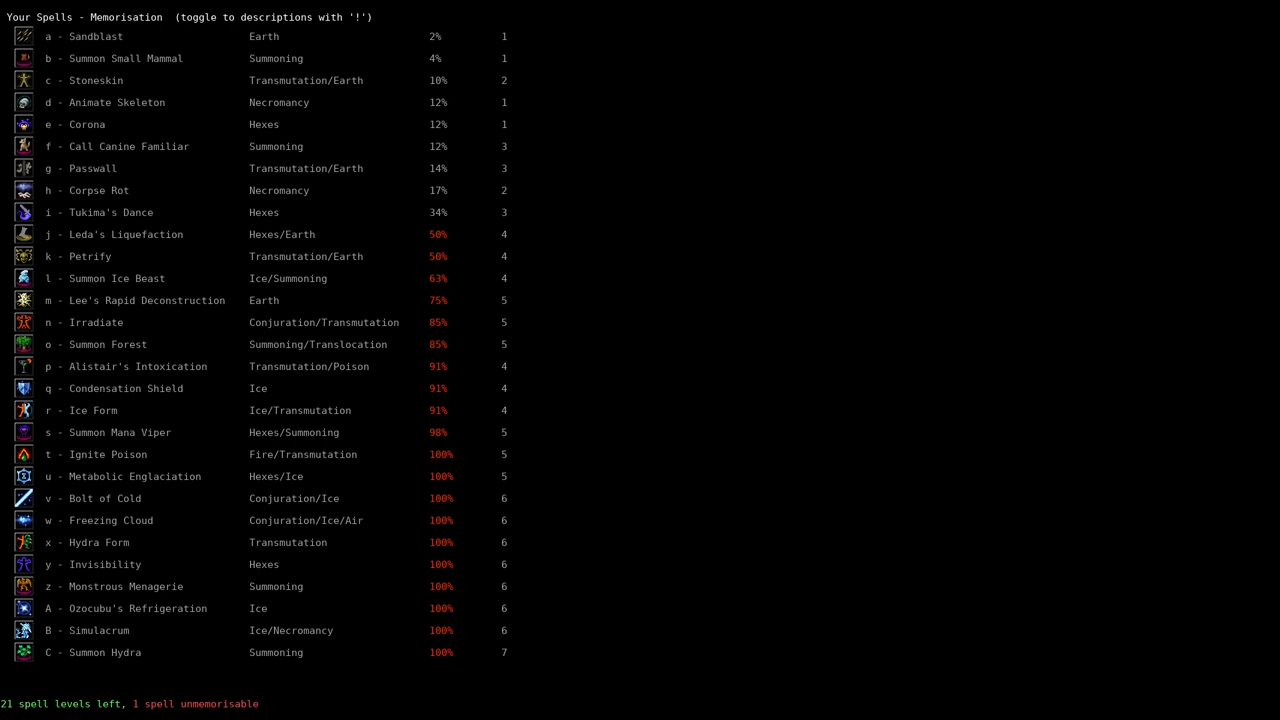 Your Spells - Memorisation  (toggle to descriptions with '!')
a - Sandblast Earth 2% 1
b - Summon Small Mammal Summoning 4% 1
c - Stoneskin Transmutation/Earth 10% 2
d - Animate Skeleton Necromancy 12% 1
e - Corona Hexes 12% 1
f - Call Canine Familiar Summoning 12% 3
g - Passwall Transmutation/Earth 14% 3
h - Corpse Rot Necromancy 17% 2
i - Tukima's Dance Hexes 34% 3
j - Leda's Liquefaction Hexes/Earth 50% 4
k - Petrify Transmutation/Earth 50% 4
l - Summon Ice Beast Ice/Summoning 63% 4
m - Lee's Rapid Deconstruction Earth 75% 5
n - Irradiate Conjuration/Transmutation 85% 5
o - Summon Forest Summoning/Translocation 85% 5
p - Alistair's Intoxication Transmutation/Poison 91% 4
q - Condensation Shield Ice 91% 4
r - Ice Form Ice/Transmutation 91% 4
s - Summon Mana Viper Hexes/Summoning 98% 5
t - Ignite Poison Fire/Transmutation 100% 5
u - Metabolic Englaciation Hexes/Ice 100% 5
v - Bolt of Cold Conjuration/Ice 100% 6
w - Freezing Cloud Conjuration/Ice/Air 100% 6
x - Hydra Form Transmutation 100% 6
y - Invisibility Hexes 100% 6
z - Monstrous Menagerie Summoning 100% 6
A - Ozocubu's Refrigeration Ice 100% 6
B - Simulacrum Ice/Necromancy 100% 6
C - Summon Hydra Summoning 100% 7
21 spell levels left, 1 spell unmemorisable